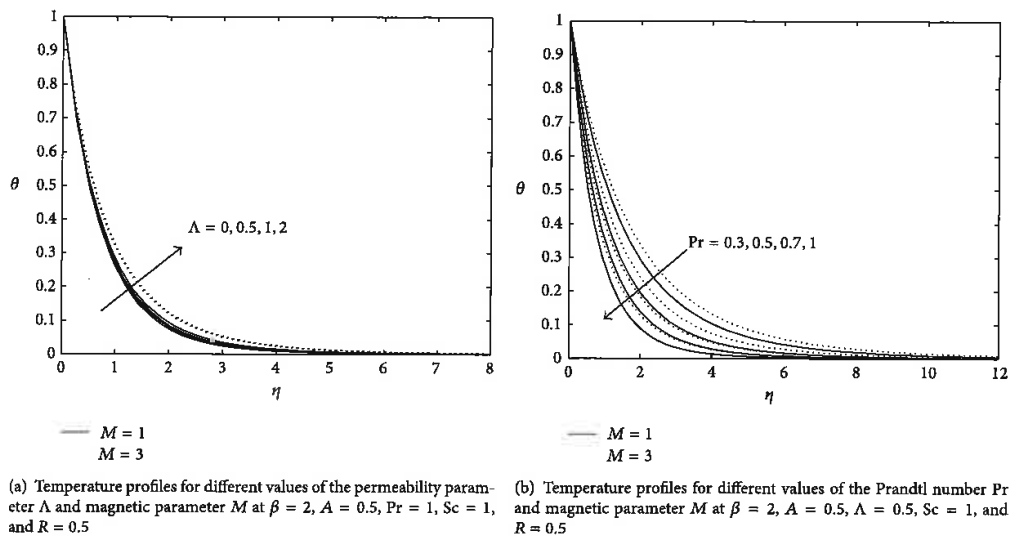 1
0.9
0.8
0.7
0.6
θ 0.5
0.4
0.3
0.2
0.1
0
Λ = 0, 0.5, 1, 2
0 1 2 3 4 5 6 7 8
η
M = 1
M = 3
(a) Temperature profiles for different values of the permeability param-
eter Λ and magnetic parameter M at β = 2, A = 0.5, Pr = 1, Sc = 1,
and R = 0.5
1
0.9
0.8
0.7
0.6
θ 0.5
0.4
0.3
0.2
0.1
0
Pr = 0.3, 0.5, 0.7, 1
0 2 4 6 8 10 12
η
M = 1
M = 3
(b) Temperature profiles for different values of the Prandtl number Pr
and magnetic parameter M at β = 2, A = 0.5, Λ = 0.5, Sc = 1, and
R = 0.5